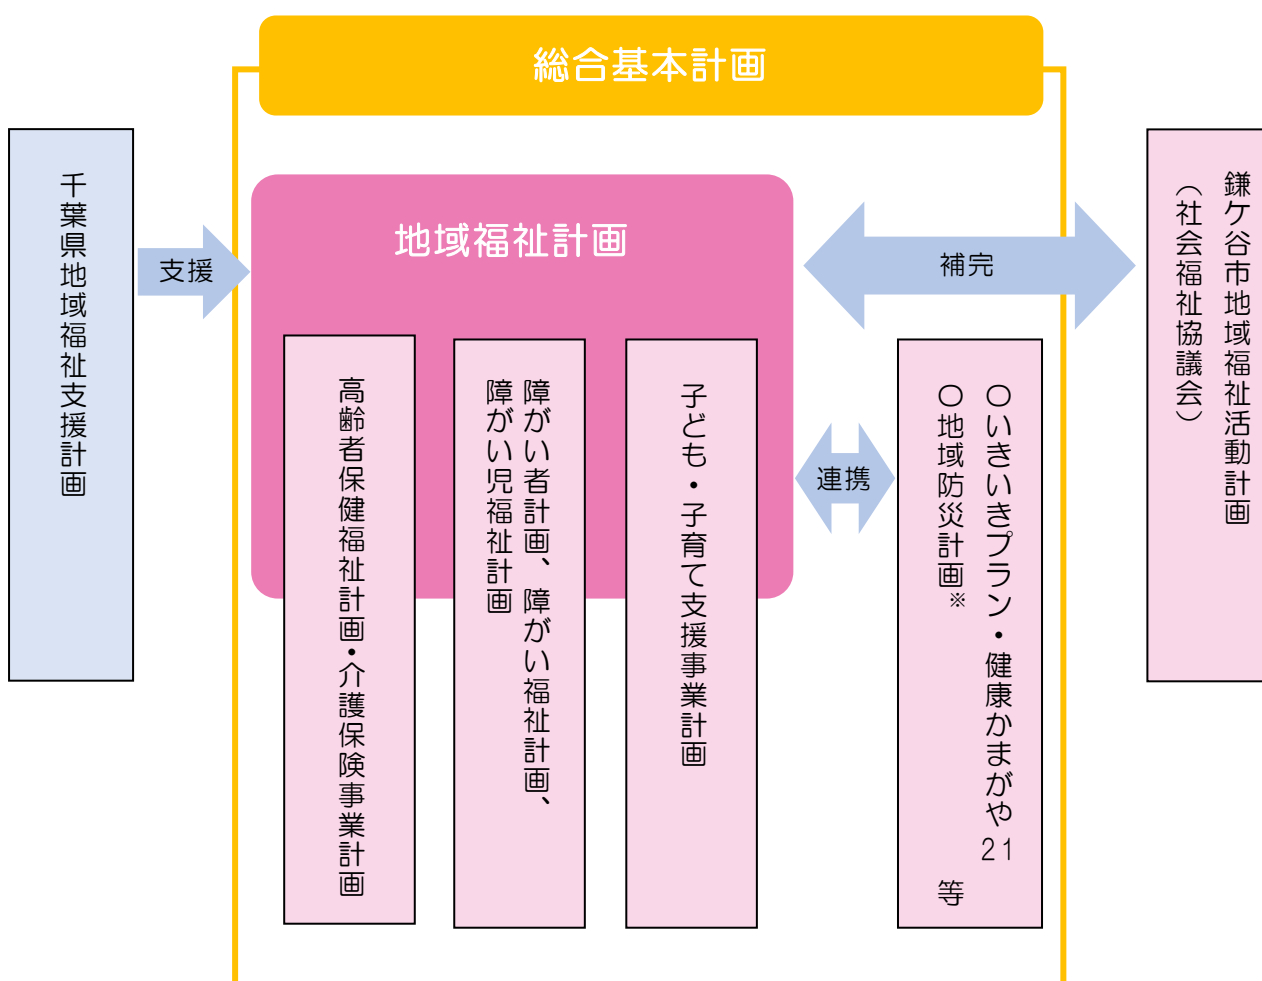 総合基本計画
千葉県地域福祉支援計画
支援
地域福祉計画
高齢者保健福祉計画・介護保険事業計画
障がい者計画、障がい福祉計画、
障がい児福祉計画
子ども・子育て支援事業計画
連携
〇いきいきプラン・健康かまがや21
〇地域防災計画※ 等
補完
鎌ケ谷市地域福祉活動計画
（社会福祉協議会）